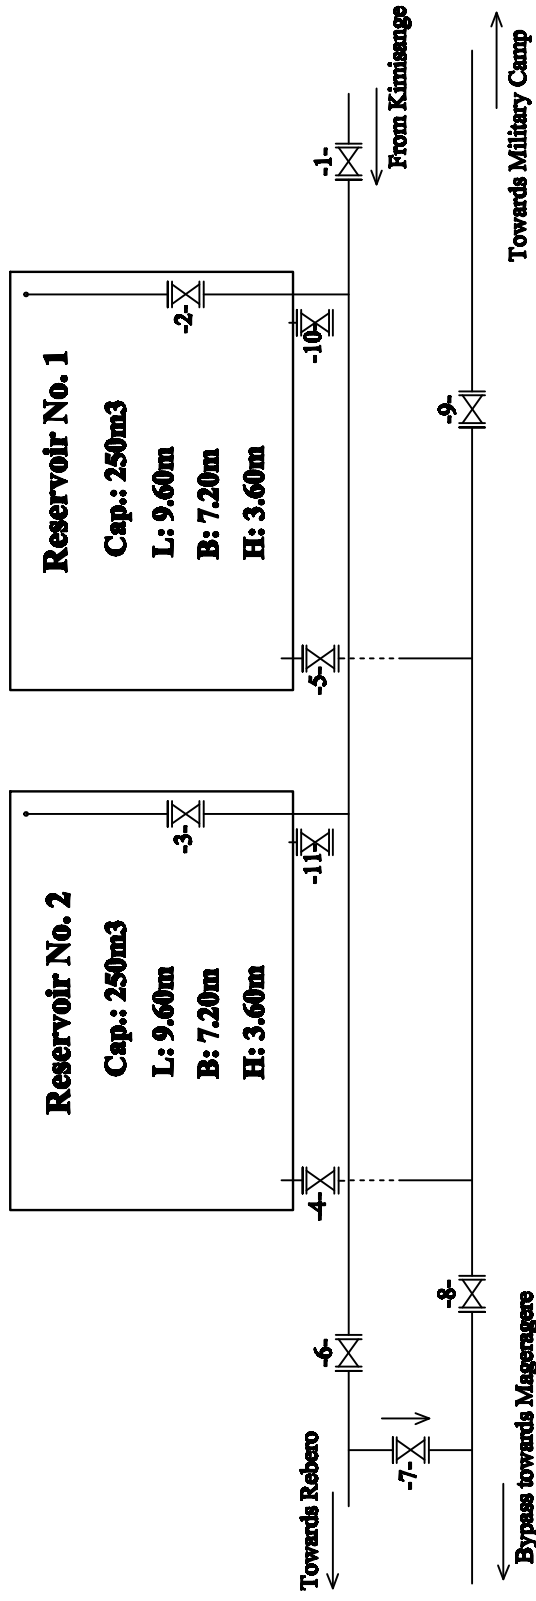 Reservoir No. 2
Cap.: 250m3
L: 9.60m
B: 7.20m
H: 3.60m
Reservoir No. 1
Cap.: 250m3
L: 9.60m
B: 7.20m
H: 3.60m
-3-
-2-
-4-
-11-
-5-
-10-
Towards Rebero
-6-
-1-
From Kimisange
-7-
-8-
-9-
Bypass towards Mageragere
Towards Military Camp